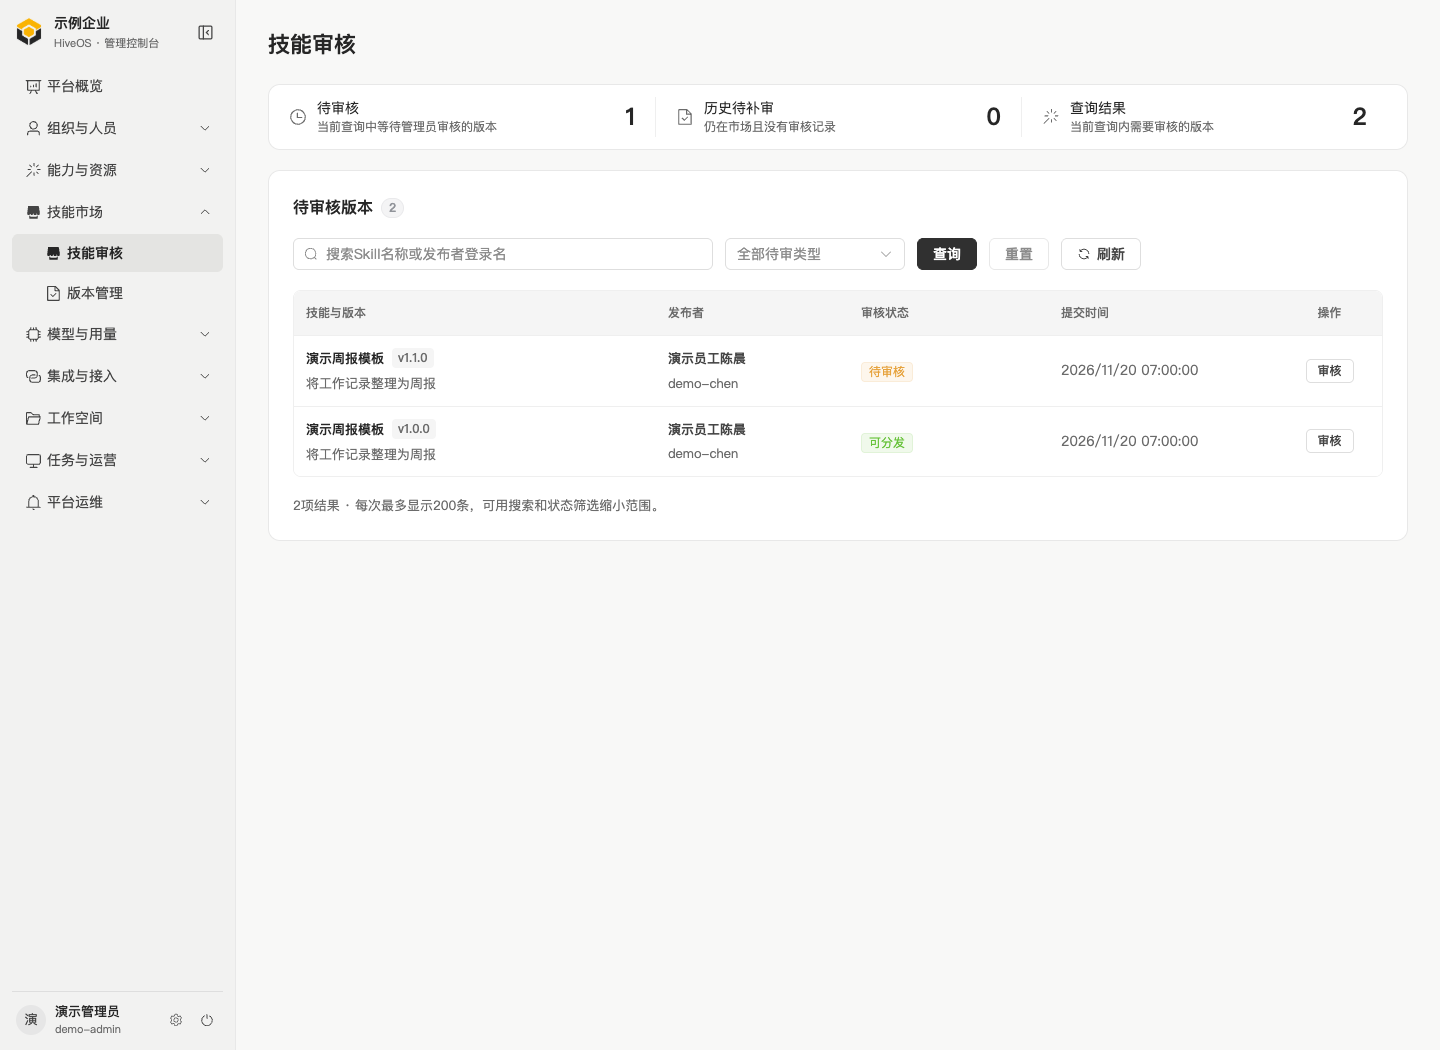 示例企业
HiveOS · 管理控制台
平台概览
组织与人员
能力与资源
技能市场
技能审核
版本管理
模型与用量
集成与接入
工作空间
任务与运营
平台运维
演
演示管理员
demo-admin
技能审核
待审核
当前查询中等待管理员审核的版本
1
历史待补审
仍在市场且没有审核记录
0
查询结果
当前查询内需要审核的版本
2
待审核版本 2
搜索Skill名称或发布者登录名 全部待审类型 查询 重置 刷新
技能与版本 发布者 审核状态 提交时间 操作
演示周报模板 v1.1.0
将工作记录整理为周报
演示员工陈晨
demo-chen
待审核
2026/11/20 07:00:00
审核
演示周报模板 v1.0.0
将工作记录整理为周报
演示员工陈晨
demo-chen
可分发
2026/11/20 07:00:00
审核
2项结果 · 每次最多显示200条，可用搜索和状态筛选缩小范围。